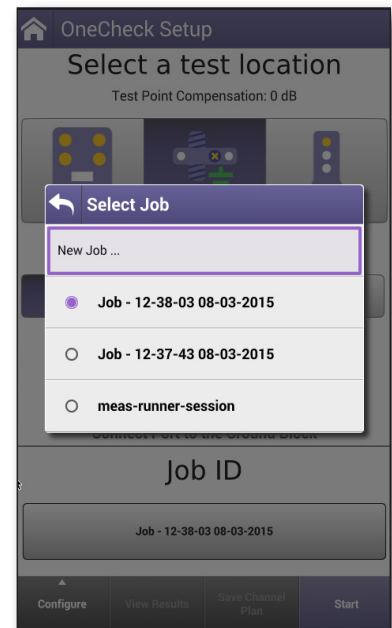 OneCheck Setup
Select a test location
Test Point Compensation: 0 dB
Select Job
New Job ...
Job - 12-38-03 08-03-2015
Job - 12-37-43 08-03-2015
meas-runner-session
Connect Port to the Ground Block
Job ID
Job - 12-38-03 08-03-2015
Configure
View Results
Save Channel
Plan
Start